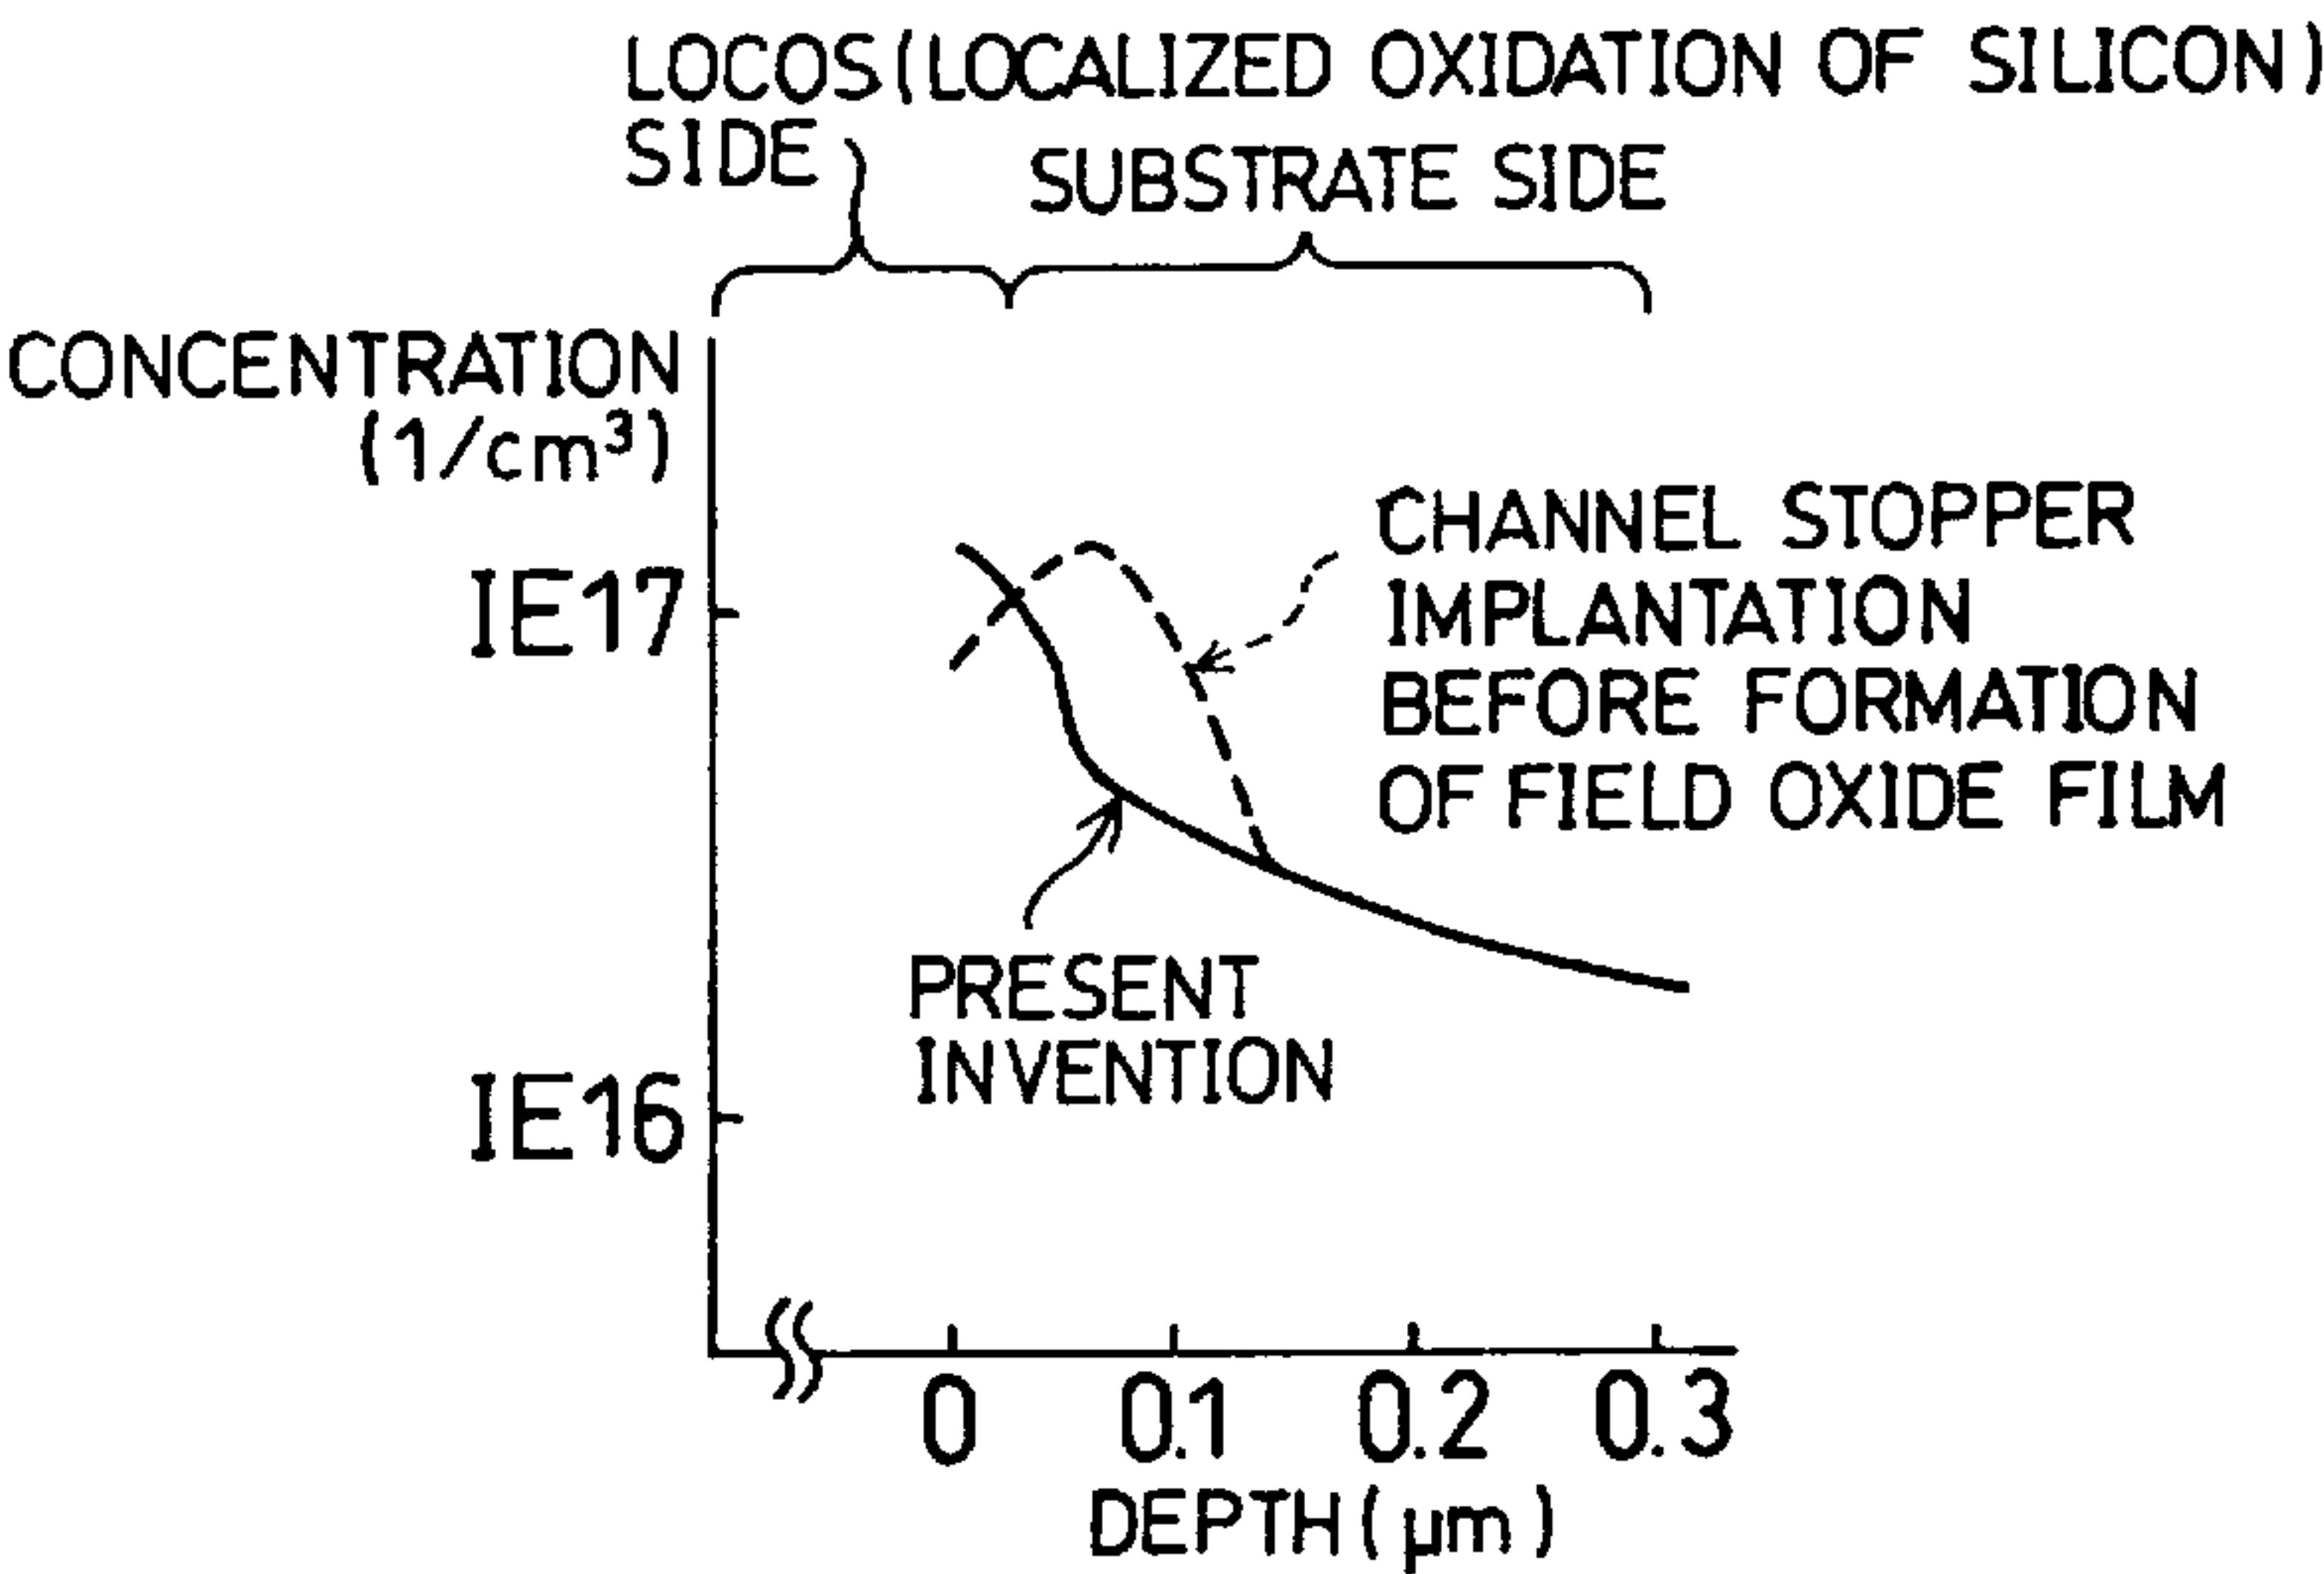 LOCOS(LOCALIZED OXIDATION OF SILICON)
SIDE
SUBSTRATE SIDE
CONCENTRATION
(1/cm³)
CHANNEL STOPPER
IMPLANTATION
BEFORE FORMATION
OF FIELD OXIDE FILM
IE17
PRESENT
INVENTION
IE16
0 0.1 0.2 0.3
DEPTH(μm)